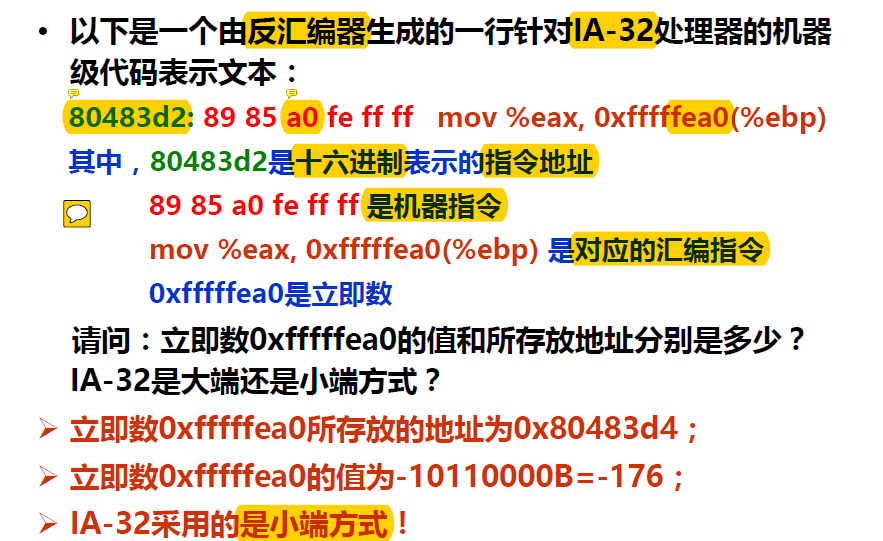 • 以下是一个由反汇编器生成的一行针对IA-32处理器的机器
级代码表示文本：
80483d2: 89 85 a0 fe ff ff mov %eax, 0xfffffea0(%ebp)
其中，80483d2是十六进制表示的指令地址
89 85 a0 fe ff ff 是机器指令
mov %eax, 0xfffffea0(%ebp) 是对应的汇编指令
0xfffffea0是立即数
请问：立即数0xfffffea0的值和所存放地址分别是多少？
IA-32是大端还是小端方式？
➢ 立即数0xfffffea0所存放的地址为0x80483d4；
➢ 立即数0xfffffea0的值为-10110000B=-176；
➢ IA-32采用的是小端方式！